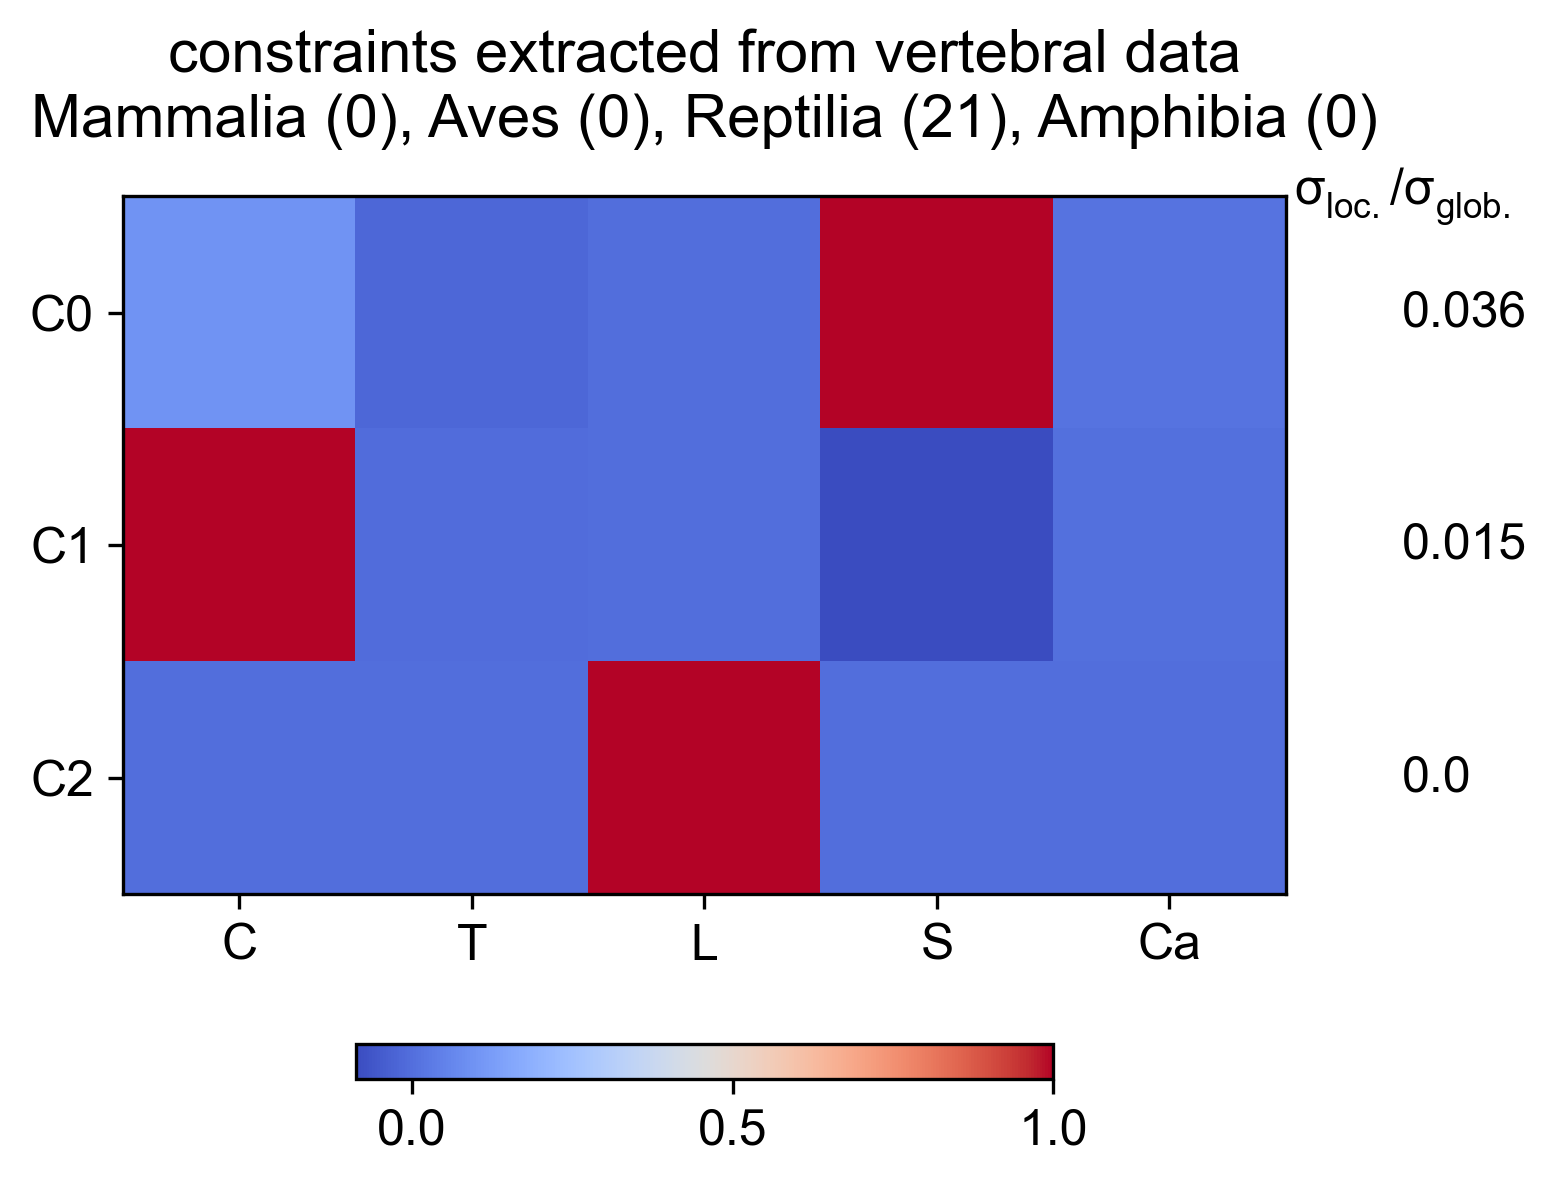 constraints extracted from vertebral data
Mammalia (0), Aves (0), Reptilia (21), Amphibia (0)
σloc. /σglob.
C0 0.036
C1 0.015
C2 0.0
C T L S Ca
0.0 0.5 1.0